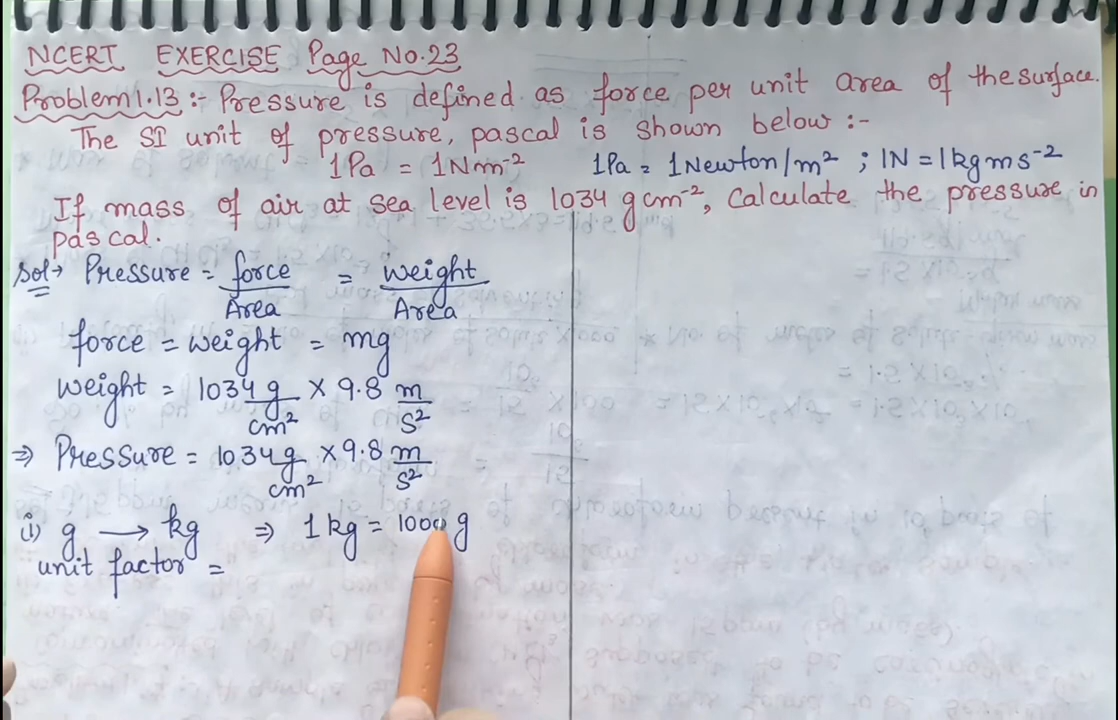 NCERT EXERCISE Page No.23
Problem 1.13 :- Pressure is defined as force per unit area of the surface.
The SI unit of pressure, pascal is shown below :-
1Pa = 1Nm⁻² 1Pa = 1Newton/m² ; 1N = 1kgms⁻²
If mass of air at sea level is 1034 g cm⁻², Calculate the pressure in
pascal.
Sol→ Pressure = force/Area = weight/Area
force = weight = mg
weight = 1034 g/cm² × 9.8 m/s²
⇒ Pressure = 1034 g/cm² × 9.8 m/s²
(i) g → kg ⇒ 1 kg = 1000 g
unit factor =